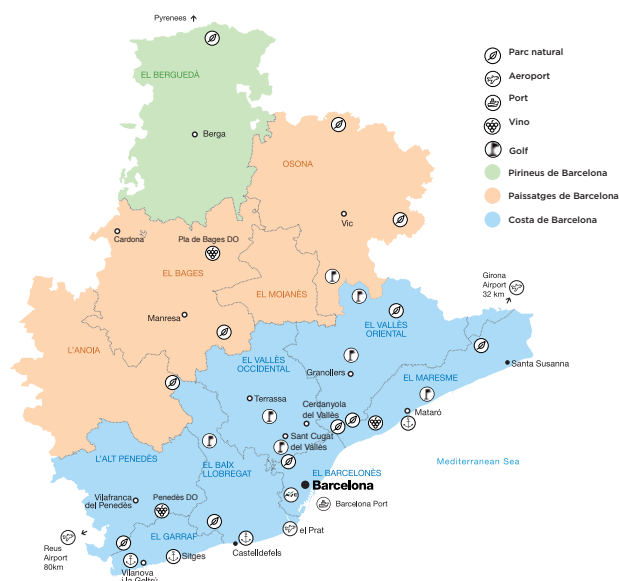 Pyrenees
Parc natural
Aeroport
Port
Vino
Golf
Pirineus de Barcelona
Paissatges de Barcelona
Costa de Barcelona
EL BERGUEDÀ
Berga
OSONA
Vic
Cardona
Pla de Bages DO
EL BAGES
EL MOIANÈS
Manresa
Girona
Airport
32 km
L'ANOIA
EL VALLÈS
ORIENTAL
EL VALLÈS
OCCIDENTAL
Santa Susanna
Granollers
EL MARESME
Terrassa
Cerdanyola
del Vallès
Mataró
Sant Cugat
del Vallès
L'ALT PENEDÈS
EL BAIX
LLOBREGAT
EL BARCELONÈS
Mediterranean Sea
Barcelona
Vilafranca
del Penedès
Penedès DO
Barcelona Port
el Prat
EL GARRAF
Reus
Airport
80km
Sitges
Castelldefels
Vilanova
i la Geltrú